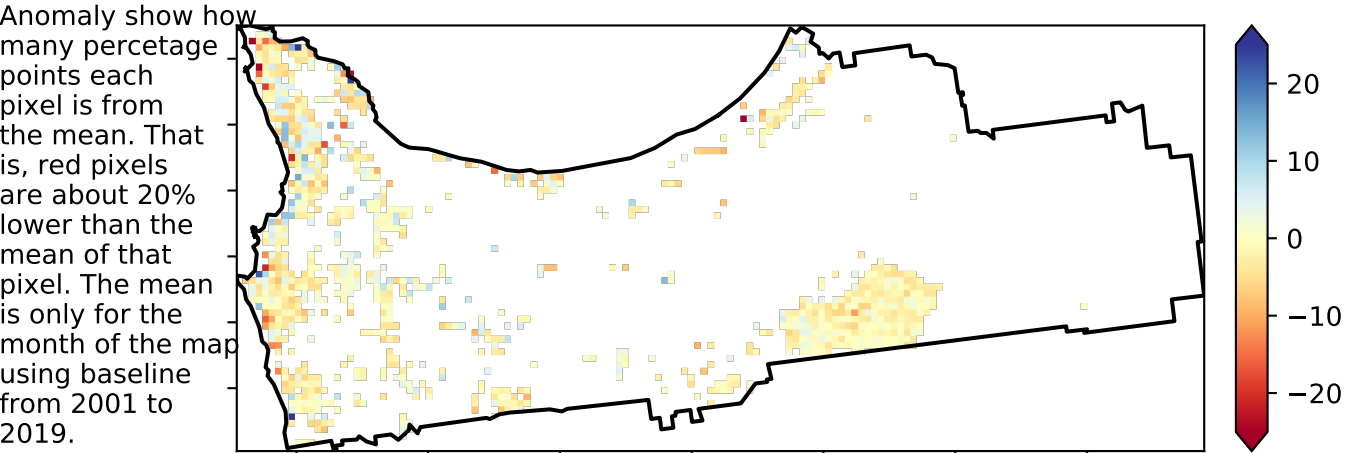 Anomaly show how
many percetage
points each
pixel is from
the mean. That
is, red pixels
are about 20%
lower than the
mean of that
pixel. The mean
is only for the
month of the map
using baseline
from 2001 to
2019.
20
10
0
−10
−20